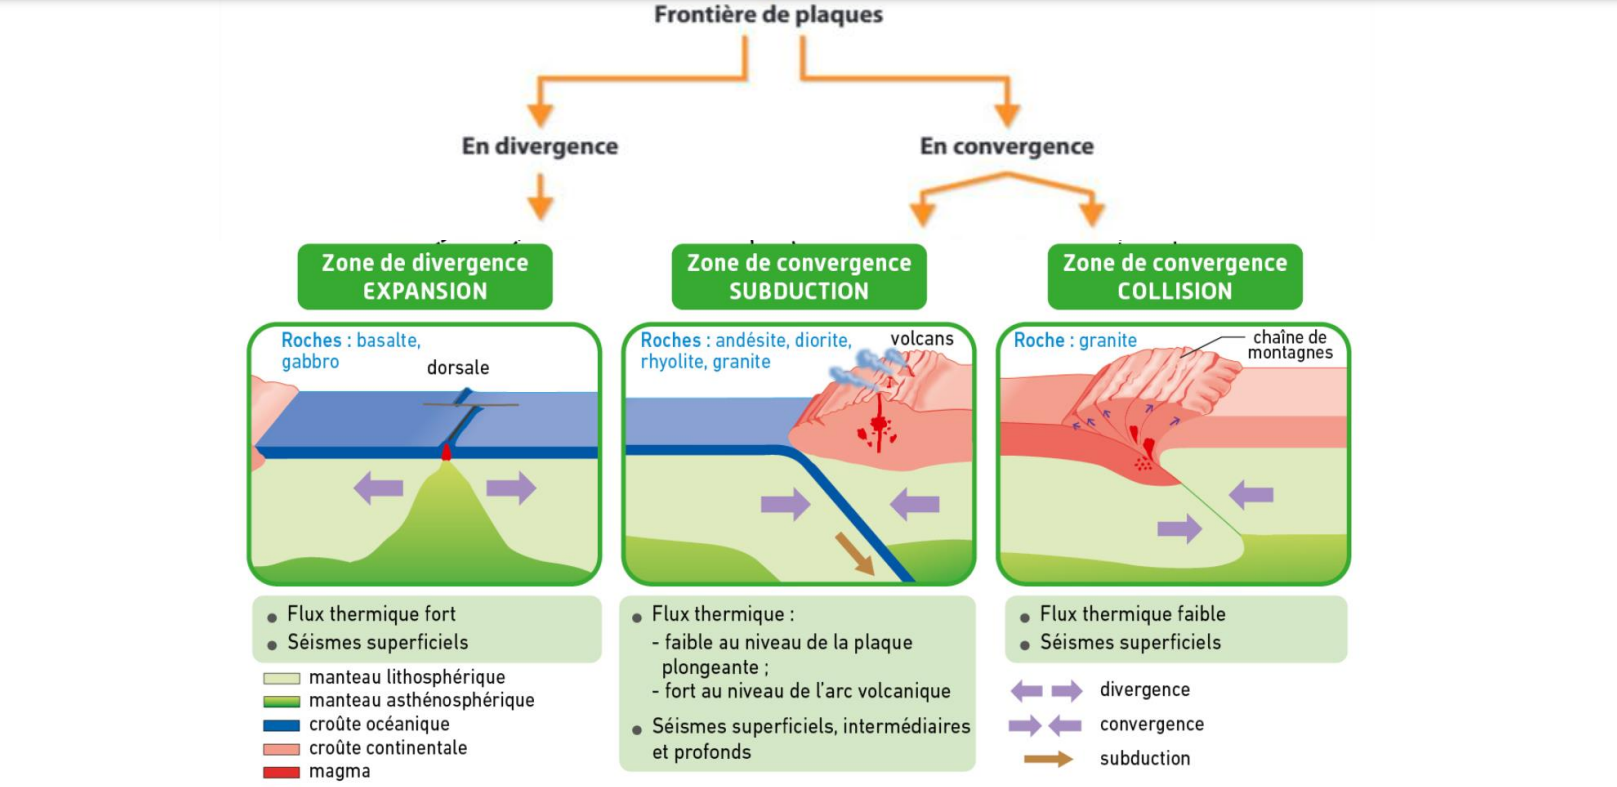 Frontière de plaques
En divergence
En convergence
Zone de divergence
EXPANSION
Zone de convergence
SUBDUCTION
Zone de convergence
COLLISION
Roches : basalte,
gabbro
dorsale
Roches : andésite, diorite,
rhyolite, granite
volcans
Roche : granite
chaîne de
montagnes
Flux thermique fort
Séismes superficiels
manteau lithosphérique
manteau asthénosphérique
croûte océanique
croûte continentale
magma
Flux thermique :
- faible au niveau de la plaque
plongeante ;
- fort au niveau de l'arc volcanique
Séismes superficiels, intermédiaires
et profonds
Flux thermique faible
Séismes superficiels
divergence
convergence
subduction